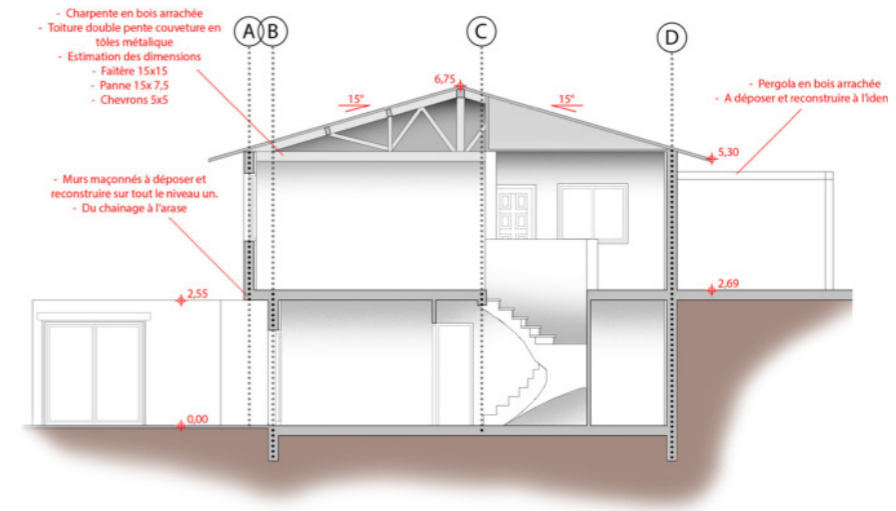 - Charpente en bois arrachée
- Toiture double pente couveture en
tôles métalique
- Estimation des dimensions
- Faitère 15x15
- Panne 15x 7,5
- Chevrons 5x5
A B
C
D
6,75
15°
15°
- Pergola en bois arrachée
- A déposer et reconstruire à l'iden
5,30
- Murs maçonnés à déposer et
reconstruire sur tout le niveau un.
- Du chainage à l'arase
2,55
2,69
0,00